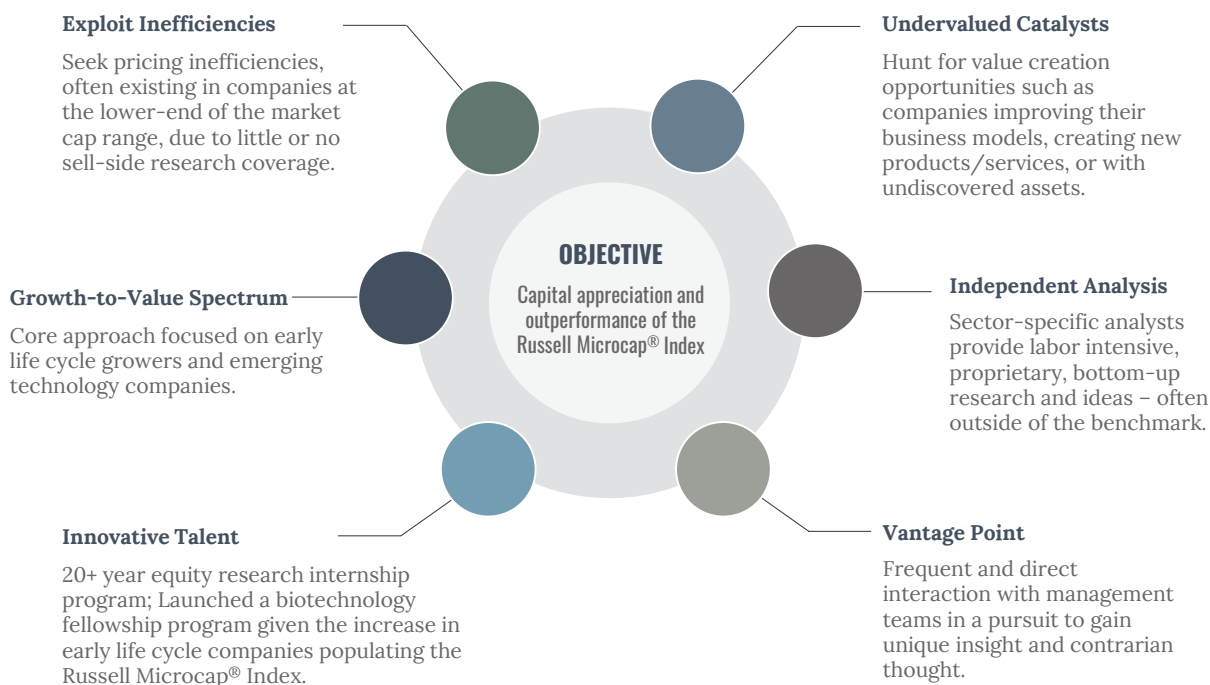 Exploit Inefficiencies
Seek pricing inefficiencies,
often existing in companies at
the lower-end of the market
cap range, due to little or no
sell-side research coverage.
Undervalued Catalysts
Hunt for value creation
opportunities such as
companies improving their
business models, creating new
products/services, or with
undiscovered assets.
Growth-to-Value Spectrum
Core approach focused on early
life cycle growers and emerging
technology companies.
OBJECTIVE
Capital appreciation and
outperformance of the
Russell Microcap® Index
Independent Analysis
Sector-specific analysts
provide labor intensive,
proprietary, bottom-up
research and ideas – often
outside of the benchmark.
Innovative Talent
20+ year equity research internship
program; Launched a biotechnology
fellowship program given the increase in
early life cycle companies populating the
Russell Microcap® Index.
Vantage Point
Frequent and direct
interaction with management
teams in a pursuit to gain
unique insight and contrarian
thought.